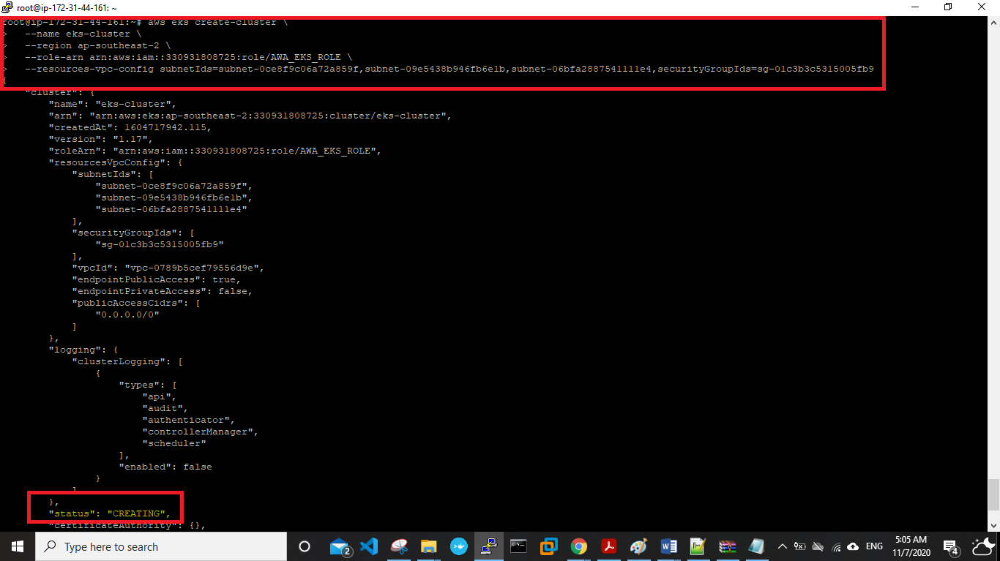 root@ip-172-31-44-161: ~
root@ip-172-31-44-161:~# aws eks create-cluster \
>   --name eks-cluster \
>   --region ap-southeast-2 \
>   --role-arn arn:aws:iam::330931808725:role/AWA_EKS_ROLE \
>   --resources-vpc-config subnetIds=subnet-0ce8f9c06a72a859f,subnet-09e5438b946fb6e1b,subnet-06bfa2887541111e4,securityGroupIds=sg-01c3b3c5315005fb9
{
    "cluster": {
        "name": "eks-cluster",
        "arn": "arn:aws:eks:ap-southeast-2:330931808725:cluster/eks-cluster",
        "createdAt": 1604717942.115,
        "version": "1.17",
        "roleArn": "arn:aws:iam::330931808725:role/AWA_EKS_ROLE",
        "resourcesVpcConfig": {
            "subnetIds": [
                "subnet-0ce8f9c06a72a859f",
                "subnet-09e5438b946fb6e1b",
                "subnet-06bfa2887541111e4"
            ],
            "securityGroupIds": [
                "sg-01c3b3c5315005fb9"
            ],
            "vpcId": "vpc-0789b5cef79556d9e",
            "endpointPublicAccess": true,
            "endpointPrivateAccess": false,
            "publicAccessCidrs": [
                "0.0.0.0/0"
            ]
        },
        "logging": {
            "clusterLogging": [
                {
                    "types": [
                        "api",
                        "audit",
                        "authenticator",
                        "controllerManager",
                        "scheduler"
                    ],
                    "enabled": false
                }
            ]
        },
        "status": "CREATING",
        "certificateAuthority": {},
Type here to search
2
ENG
5:05 AM
11/7/2020
4